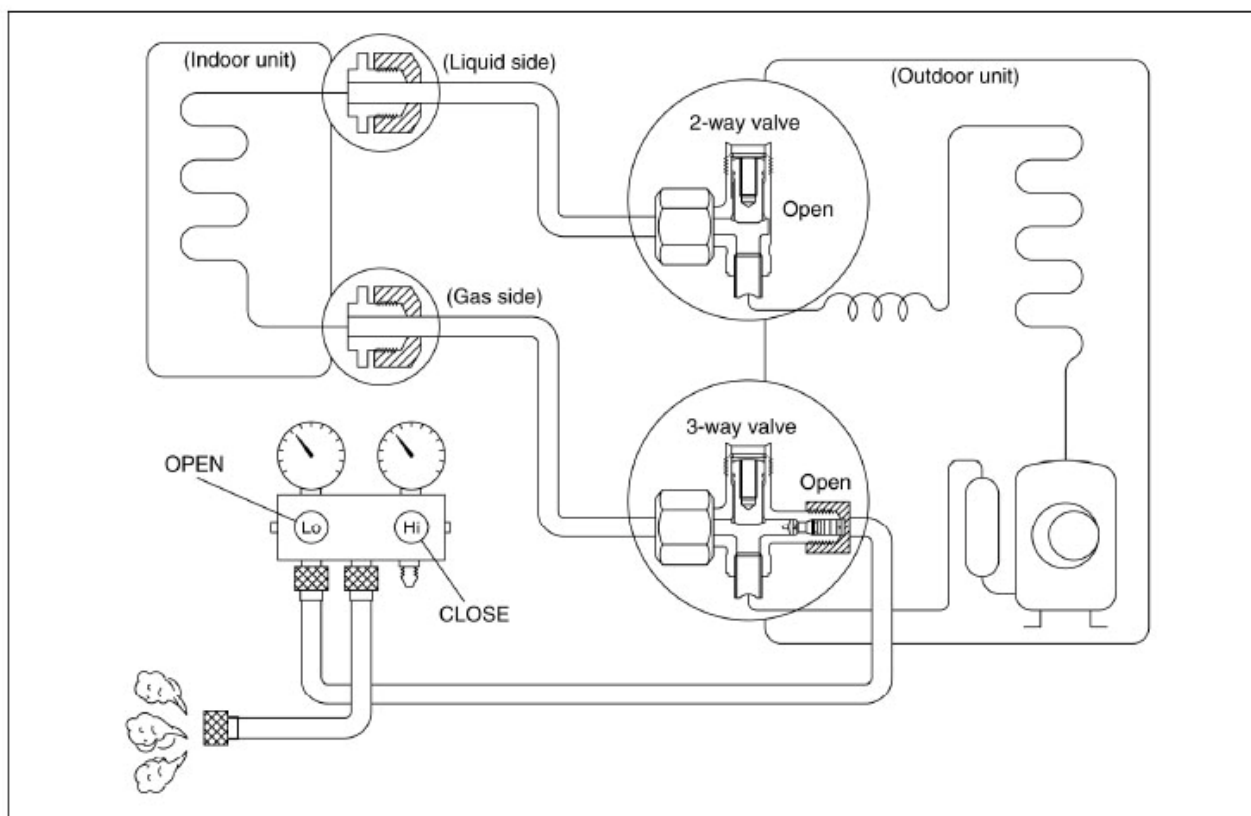 (Indoor unit)
(Liquid side)
(Outdoor unit)
2-way valve
Open
(Gas side)
3-way valve
Open
OPEN
Lo
Hi
CLOSE